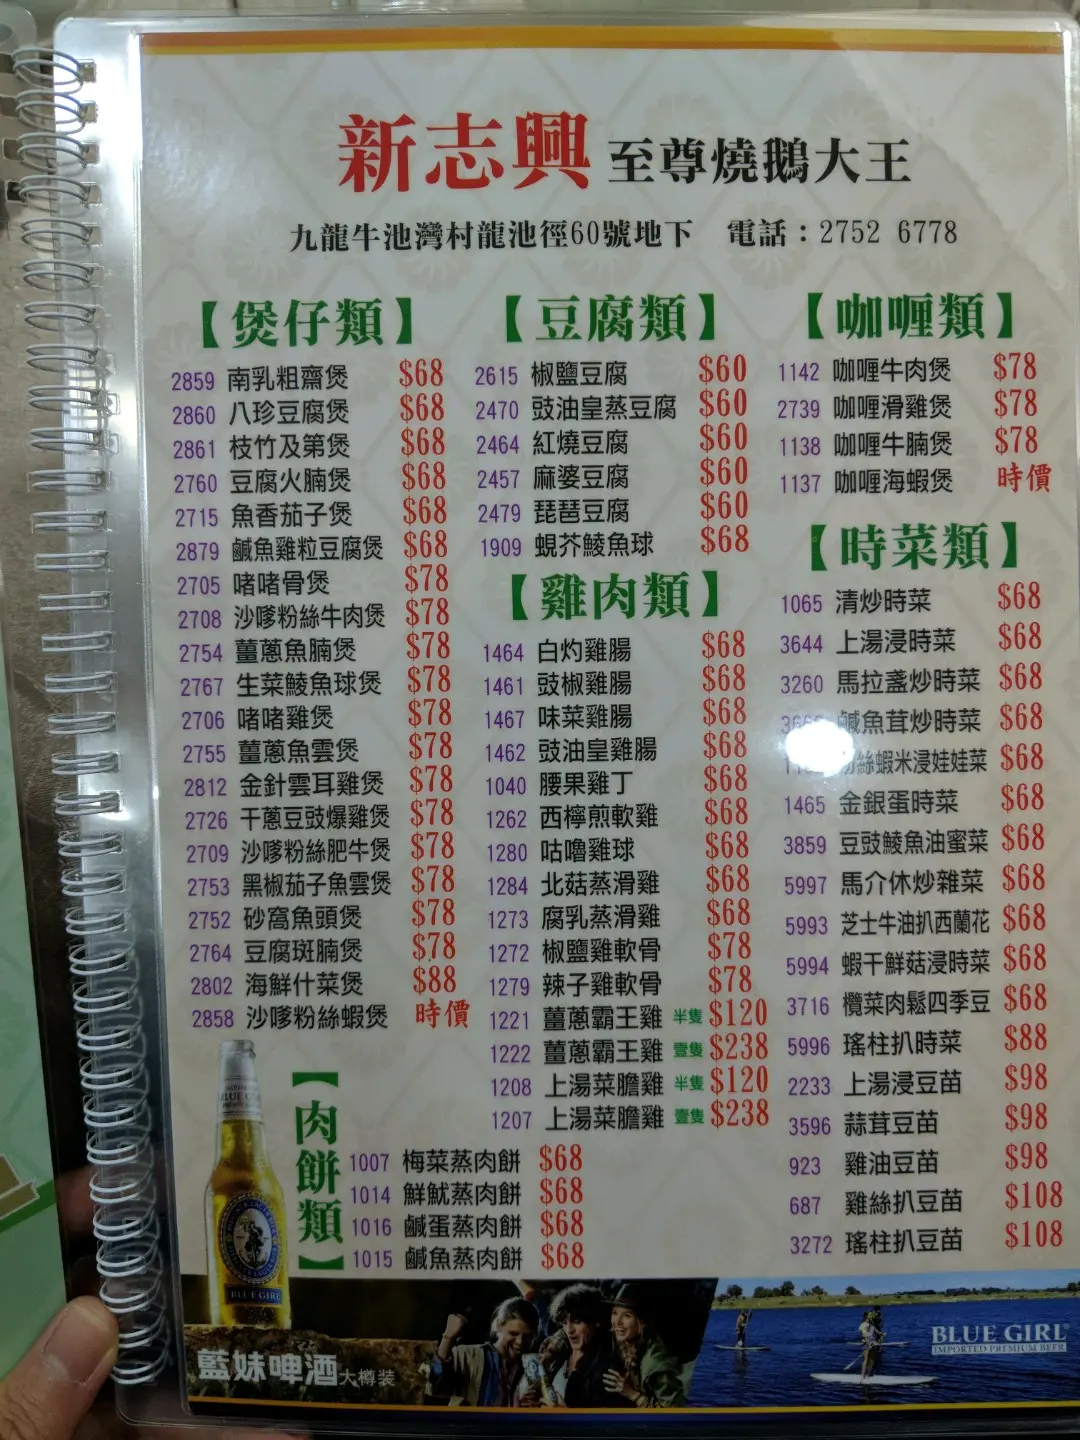 新志興 至尊燒鵝大王
九龍牛池灣村龍池徑60號地下 電話：2752 6778
【煲仔類】
2859 南乳粗齋煲 $68
2860 八珍豆腐煲 $68
2861 枝竹及第煲 $68
2760 豆腐火腩煲 $68
2715 魚香茄子煲 $68
2879 鹹魚雞粒豆腐煲 $68
2705 啫啫骨煲 $78
2708 沙嗲粉絲牛肉煲 $78
2754 薑蔥魚腩煲 $78
2767 生菜鯪魚球煲 $78
2706 啫啫雞煲 $78
2755 薑蔥魚雲煲 $78
2812 金針雲耳雞煲 $78
2726 干蔥豆豉爆雞煲 $78
2709 沙嗲粉絲肥牛煲 $78
2753 黑椒茄子魚雲煲 $78
2752 砂窩魚頭煲 $78
2764 豆腐斑腩煲 $78
2802 海鮮什菜煲 $88
2858 沙嗲粉絲蝦煲 時價
【豆腐類】
2615 椒鹽豆腐 $60
2470 豉油皇蒸豆腐 $60
2464 紅燒豆腐 $60
2457 麻婆豆腐 $60
2479 琵琶豆腐 $60
1909 蜆芥鯪魚球 $68
【雞肉類】
1464 白灼雞腸 $68
1461 豉椒雞腸 $68
1467 味菜雞腸 $68
1462 豉油皇雞腸 $68
1040 腰果雞丁 $68
1262 西檸煎軟雞 $68
1280 咕嚕雞球 $68
1284 北菇蒸滑雞 $68
1273 腐乳蒸滑雞 $68
1272 椒鹽雞軟骨 $78
1279 辣子雞軟骨 $78
1221 薑蔥霸王雞 半隻 $120
1222 薑蔥霸王雞 壹隻 $238
1208 上湯菜膽雞 半隻 $120
1207 上湯菜膽雞 壹隻 $238
【肉餅類】
1007 梅菜蒸肉餅 $68
1014 鮮魷蒸肉餅 $68
1016 鹹蛋蒸肉餅 $68
1015 鹹魚蒸肉餅 $68
【咖喱類】
1142 咖喱牛肉煲 $78
2739 咖喱滑雞煲 $78
1138 咖喱牛腩煲 $78
1137 咖喱海蝦煲 時價
【時菜類】
1065 清炒時菜 $68
3644 上湯浸時菜 $68
3260 馬拉盞炒時菜 $68
鹹魚茸炒時菜 $68
絲蝦米浸娃娃菜 $68
1465 金銀蛋時菜 $68
3859 豆豉鯪魚油蜜菜 $68
5997 馬介休炒雜菜 $68
5993 芝士牛油扒西蘭花 $68
5994 蝦干鮮菇浸時菜 $68
3716 欖菜肉鬆四季豆 $68
5996 瑤柱扒時菜 $88
2233 上湯浸豆苗 $98
3596 蒜茸豆苗 $98
923 雞油豆苗 $98
687 雞絲扒豆苗 $108
3272 瑤柱扒豆苗 $108
BLUE GIRL
藍妹啤酒大樽装
BLUE GIRL
IMPORTED PREMIUM BEER